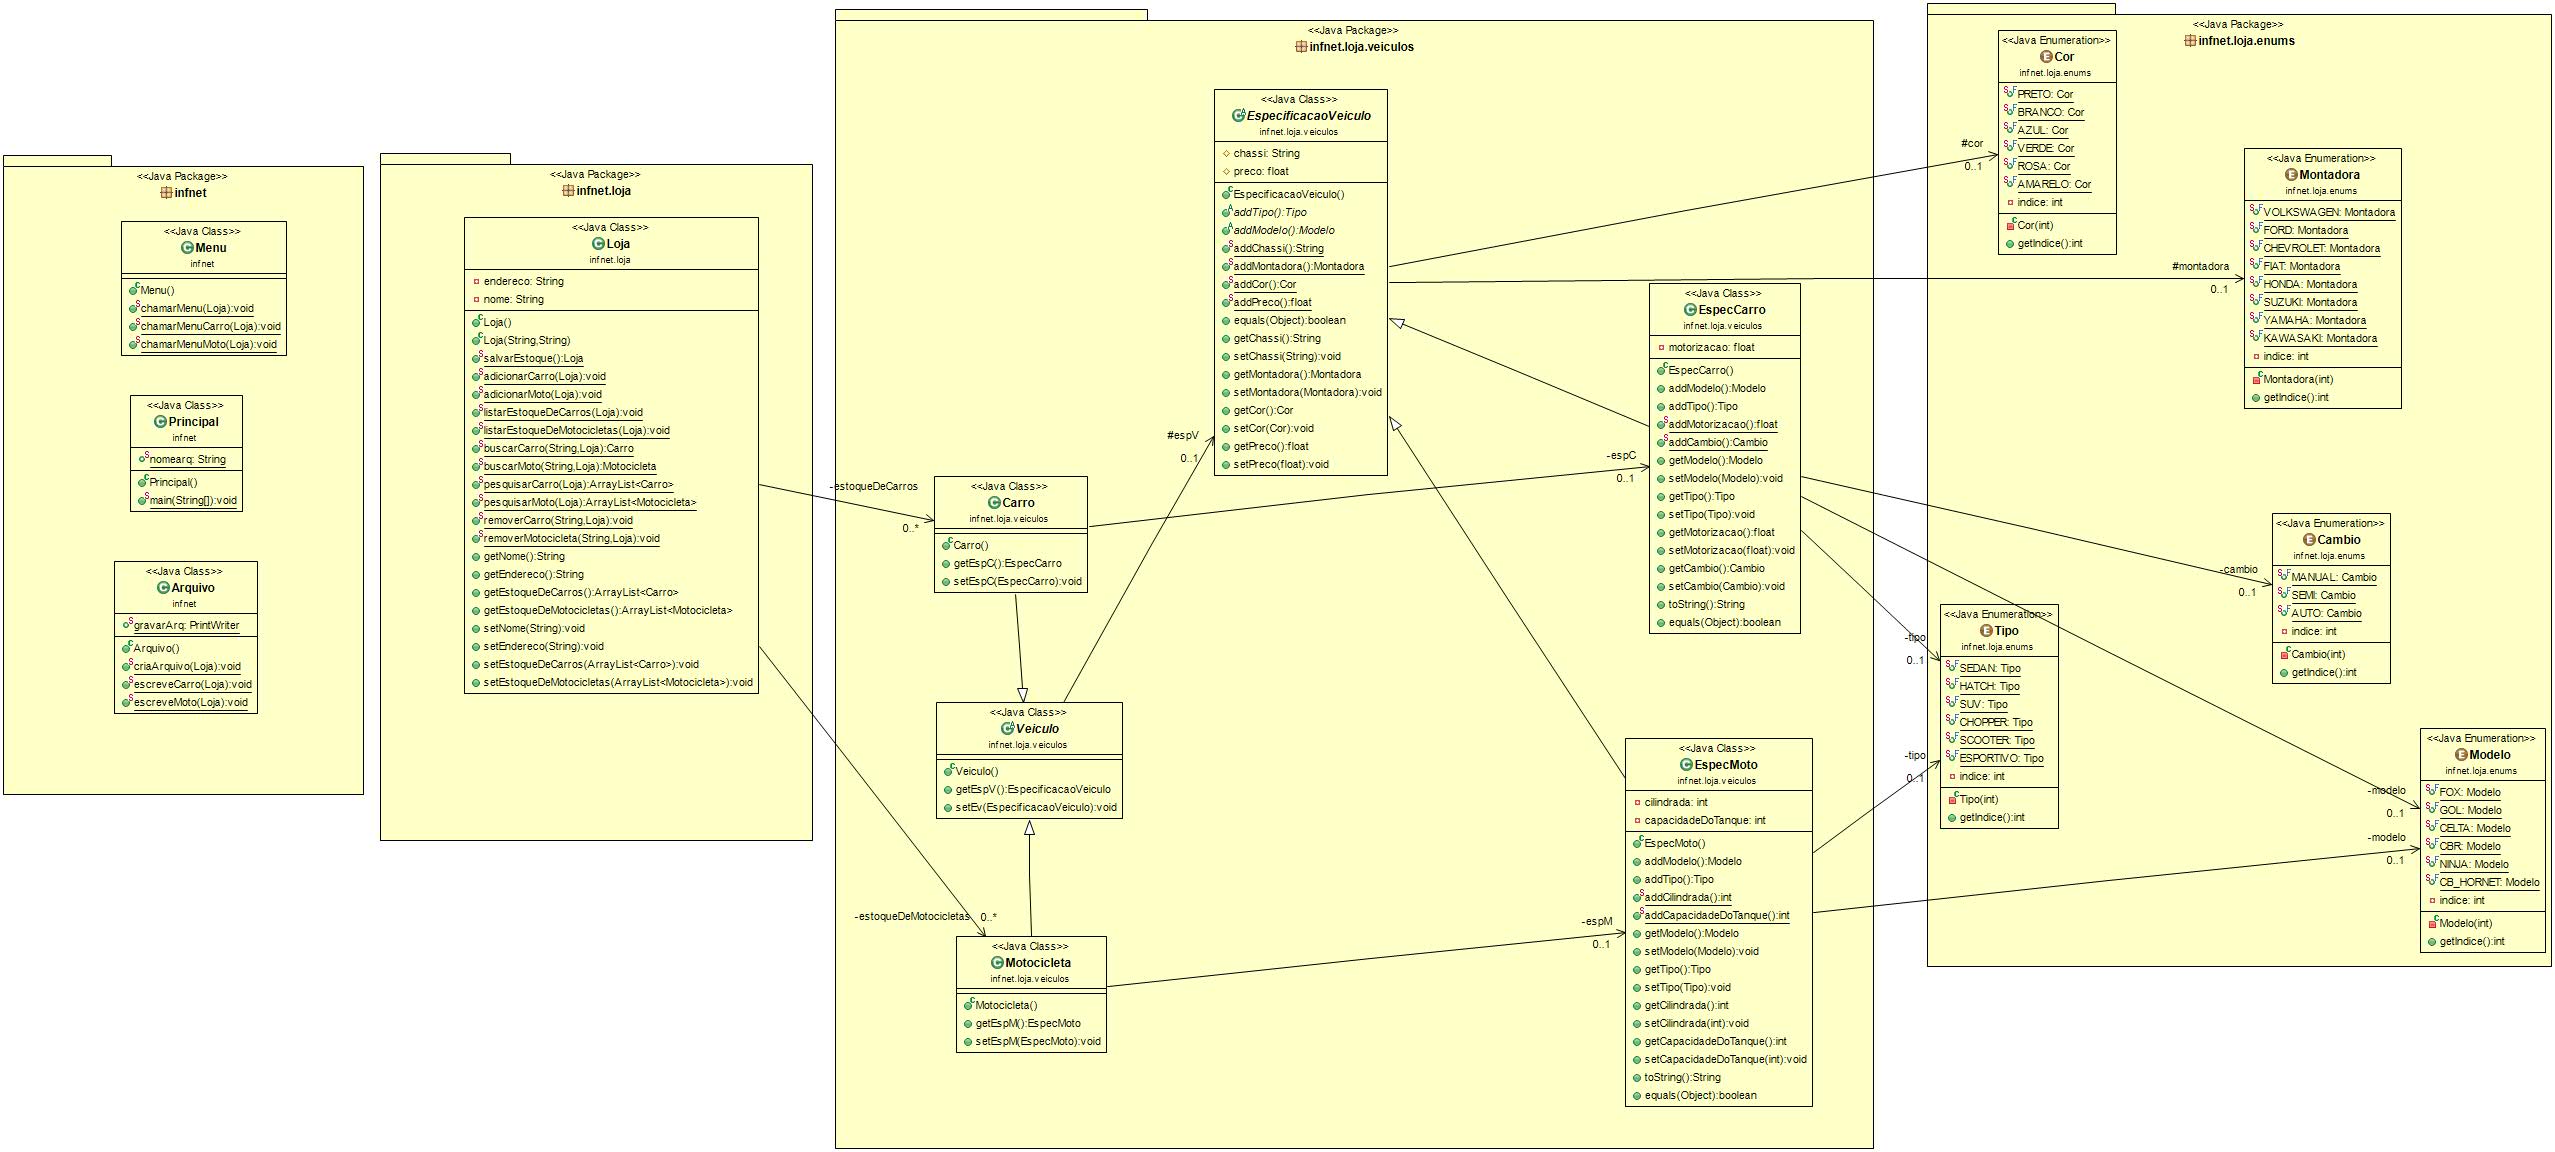 <<Java Package>>
infnet
<<Java Class>>
Menu
infnet
Menu()
chamarMenu(Loja):void
chamarMenuCarro(Loja):void
chamarMenuMoto(Loja):void
<<Java Class>>
Principal
infnet
nomearq: String
Principal()
main(String[]):void
<<Java Class>>
Arquivo
infnet
gravarArq: PrintWriter
Arquivo()
criaArquivo(Loja):void
escreveCarro(Loja):void
escreveMoto(Loja):void
<<Java Package>>
infnet.loja
<<Java Class>>
Loja
infnet.loja
endereco: String
nome: String
Loja()
Loja(String,String)
salvarEstoque():Loja
adicionarCarro(Loja):void
adicionarMoto(Loja):void
listarEstoqueDeCarros(Loja):void
listarEstoqueDeMotocicletas(Loja):void
buscarCarro(String,Loja):Carro
buscarMoto(String,Loja):Motocicleta
pesquisarCarro(Loja):ArrayList<Carro>
pesquisarMoto(Loja):ArrayList<Motocicleta>
removerCarro(String,Loja):void
removerMotocicleta(String,Loja):void
getNome():String
getEndereco():String
getEstoqueDeCarros():ArrayList<Carro>
getEstoqueDeMotocicletas():ArrayList<Motocicleta>
setNome(String):void
setEndereco(String):void
setEstoqueDeCarros(ArrayList<Carro>):void
setEstoqueDeMotocicletas(ArrayList<Motocicleta>):void
-estoqueDeCarros
0..*
-estoqueDeMotocicletas
0..*
<<Java Package>>
infnet.loja.veiculos
<<Java Class>>
Carro
infnet.loja.veiculos
Carro()
getEspC():EspecCarro
setEspC(EspecCarro):void
<<Java Class>>
Veiculo
infnet.loja.veiculos
Veiculo()
getEspV():EspecificacaoVeiculo
setEv(EspecificacaoVeiculo):void
<<Java Class>>
Motocicleta
infnet.loja.veiculos
Motocicleta()
getEspM():EspecMoto
setEspM(EspecMoto):void
#espV
0..1
<<Java Class>>
EspecificacaoVeiculo
infnet.loja.veiculos
chassi: String
preco: float
EspecificacaoVeiculo()
addTipo():Tipo
addModelo():Modelo
addChassi():String
addMontadora():Montadora
addCor():Cor
addPreco():float
equals(Object):boolean
getChassi():String
setChassi(String):void
getMontadora():Montadora
setMontadora(Montadora):void
getCor():Cor
setCor(Cor):void
getPreco():float
setPreco(float):void
-espC
0..1
<<Java Class>>
EspecCarro
infnet.loja.veiculos
motorizacao: float
EspecCarro()
addModelo():Modelo
addTipo():Tipo
addMotorizacao():float
addCambio():Cambio
getModelo():Modelo
setModelo(Modelo):void
getTipo():Tipo
setTipo(Tipo):void
getMotorizacao():float
setMotorizacao(float):void
getCambio():Cambio
setCambio(Cambio):void
toString():String
equals(Object):boolean
-espM
0..1
<<Java Class>>
EspecMoto
infnet.loja.veiculos
cilindrada: int
capacidadeDoTanque: int
EspecMoto()
addModelo():Modelo
addTipo():Tipo
addCilindrada():int
addCapacidadeDoTanque():int
getModelo():Modelo
setModelo(Modelo):void
getTipo():Tipo
setTipo(Tipo):void
getCilindrada():int
setCilindrada(int):void
getCapacidadeDoTanque():int
setCapacidadeDoTanque(int):void
toString():String
equals(Object):boolean
<<Java Package>>
infnet.loja.enums
#cor
0..1
<<Java Enumeration>>
Cor
infnet.loja.enums
PRETO: Cor
BRANCO: Cor
AZUL: Cor
VERDE: Cor
ROSA: Cor
AMARELO: Cor
indice: int
Cor(int)
getIndice():int
#montadora
0..1
<<Java Enumeration>>
Montadora
infnet.loja.enums
VOLKSWAGEN: Montadora
FORD: Montadora
CHEVROLET: Montadora
FIAT: Montadora
HONDA: Montadora
SUZUKI: Montadora
YAMAHA: Montadora
KAWASAKI: Montadora
indice: int
Montadora(int)
getIndice():int
-cambio
0..1
<<Java Enumeration>>
Cambio
infnet.loja.enums
MANUAL: Cambio
SEMI: Cambio
AUTO: Cambio
indice: int
Cambio(int)
getIndice():int
-tipo
0..1
-tipo
0..1
<<Java Enumeration>>
Tipo
infnet.loja.enums
SEDAN: Tipo
HATCH: Tipo
SUV: Tipo
CHOPPER: Tipo
SCOOTER: Tipo
ESPORTIVO: Tipo
indice: int
Tipo(int)
getIndice():int
-modelo
0..1
-modelo
0..1
<<Java Enumeration>>
Modelo
infnet.loja.enums
FOX: Modelo
GOL: Modelo
CELTA: Modelo
CBR: Modelo
NINJA: Modelo
CB_HORNET: Modelo
indice: int
Modelo(int)
getIndice():int